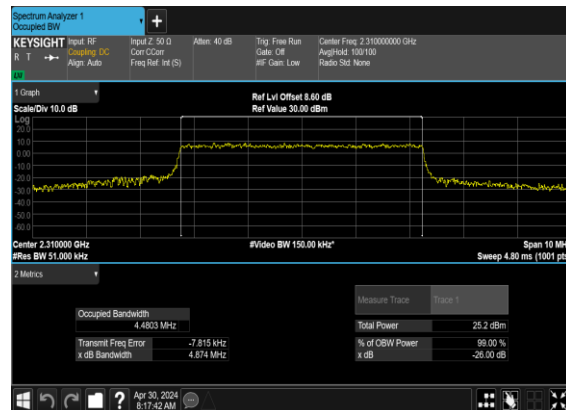 Spectrum Analyzer 1
Occupied BW
+
KEYSIGHT
R T
LV
Input: RF
Coupling: DC
Align: Auto
Input Z: 50 Ω
Corr CCorr
Freq Ref: Int (S)
Atten: 40 dB
Trig: Free Run
Gate: Off
#IF Gain: Low
Center Freq: 2.310000000 GHz
Avg|Hold: 100/100
Radio Std: None
1 Graph
Scale/Div 10.0 dB
Ref Lvl Offset 8.60 dB
Ref Value 30.00 dBm
Log
20.0
10.0
0.00
-10.0
-20.0
-30.0
-40.0
-50.0
-60.0
Center 2.310000 GHz
#Res BW 51.000 kHz
#Video BW 150.00 kHz*
Span 10 MH
Sweep 4.80 ms (1001 pts
2 Metrics
Measure Trace
Trace 1
Occupied Bandwidth
4.4803 MHz
Total Power 25.2 dBm
Transmit Freq Error -7.815 kHz
% of OBW Power 99.00 %
x dB Bandwidth 4.874 MHz
x dB -26.00 dB
?
Apr 30, 2024
8:17:42 AM